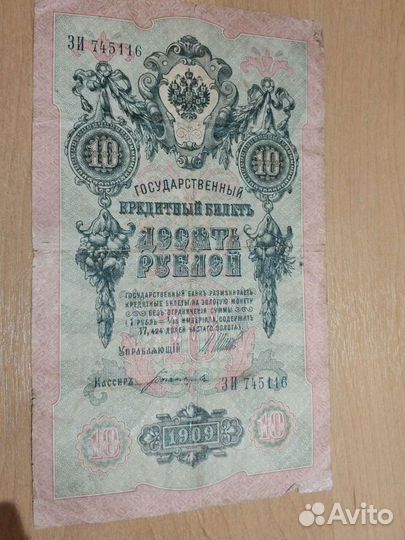 ЗИ 745116
10 10
ГОСУДАРСТВЕННЫЙ
КРЕДИТНЫЙ БИЛЕТЪ
ДЕСЯТЬ
РУБЛЕЙ
ГОСУДАРСТВЕННЫЙ БАНКЪ РАЗМѢНИВАЕТЪ
КРЕДИТНЫЕ БИЛЕТЫ НА ЗОЛОТУЮ МОНЕТУ
БЕЗЪ ОГРАНИЧЕНІЯ СУММЫ
(1 РУБЛЬ = 1/15 ИМПЕРІАЛА, СОДЕРЖИТЪ
17,424 ДОЛЕЙ ЧИСТАГО ЗОЛОТА).
УПРАВЛЯЮЩІЙ
КАССИРЪ
ЗИ 745116
10 1909 10
Avito